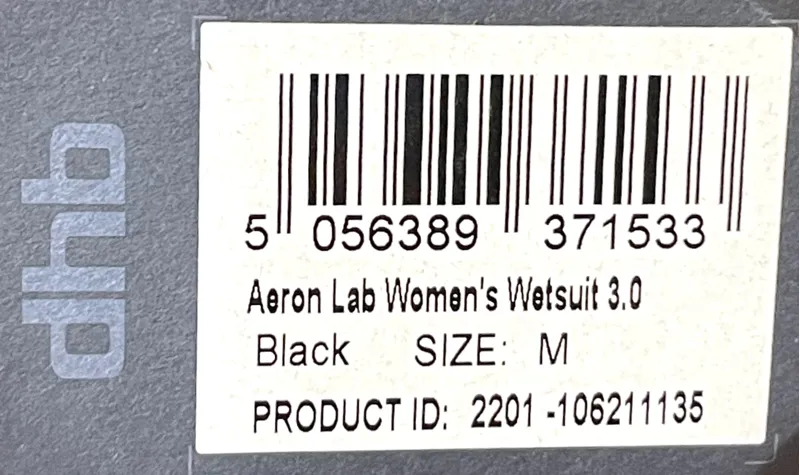 dhb
5 056389 371533
Aeron Lab Women's Wetsuit 3.0
Black SIZE: M
PRODUCT ID: 2201 -106211135